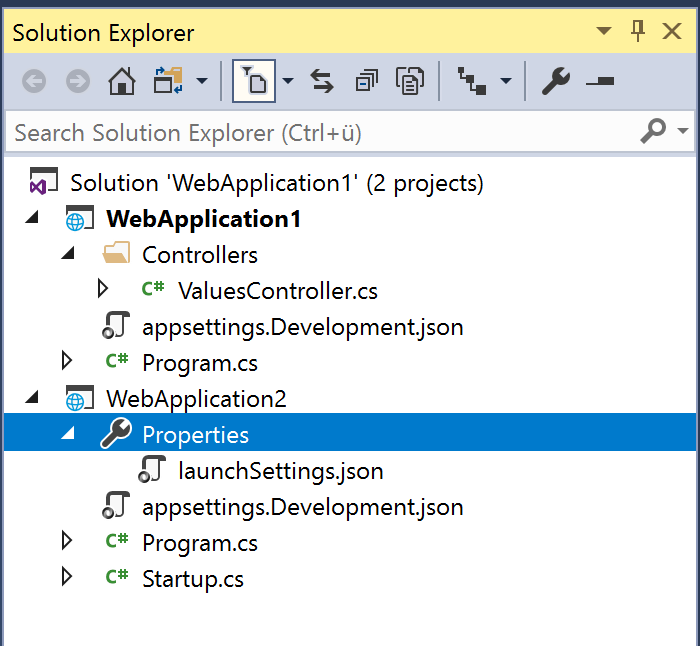 Solution Explorer
Search Solution Explorer (Ctrl+ü)
Solution 'WebApplication1' (2 projects)
WebApplication1
Controllers
C# ValuesController.cs
appsettings.Development.json
C# Program.cs
WebApplication2
Properties
launchSettings.json
appsettings.Development.json
C# Program.cs
C# Startup.cs